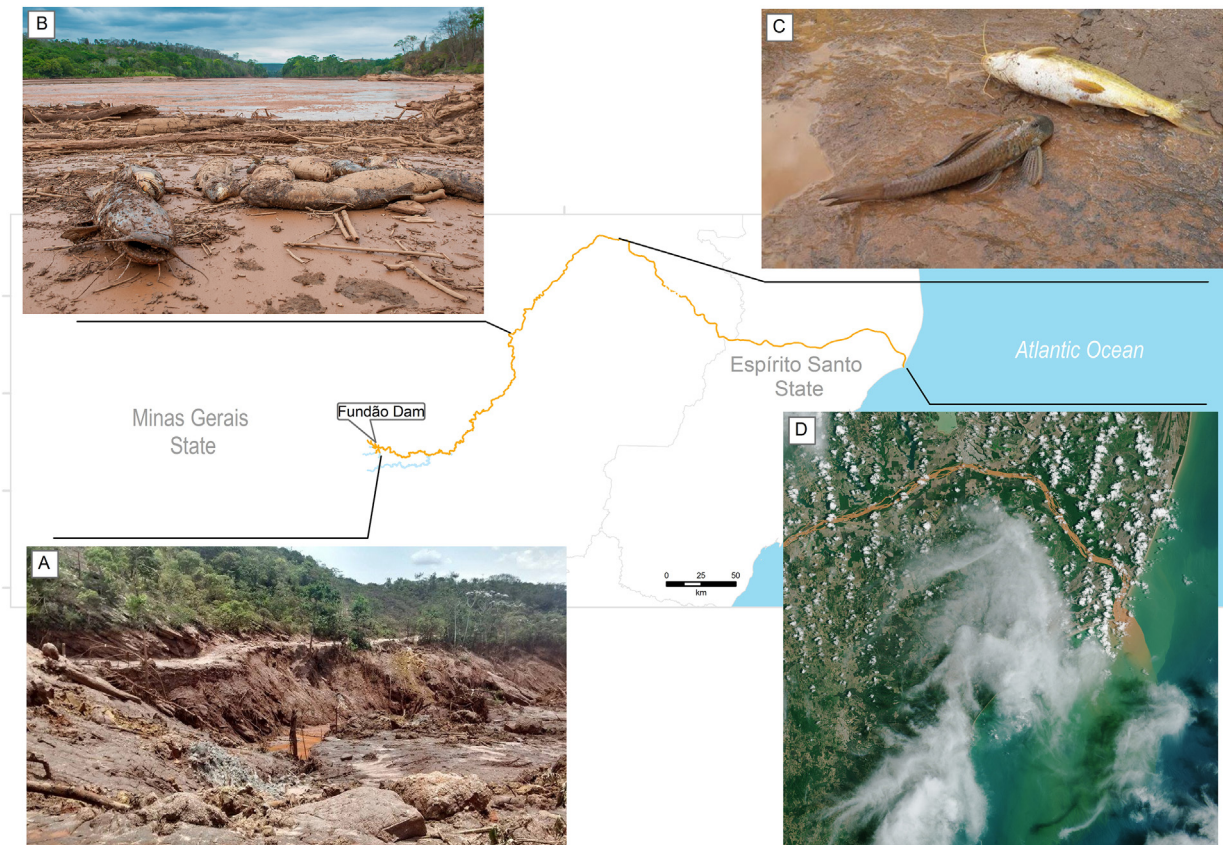 B
C
Atlantic Ocean
Espírito Santo
State
Fundão Dam
Minas Gerais
State
D
A
0 25 50
km